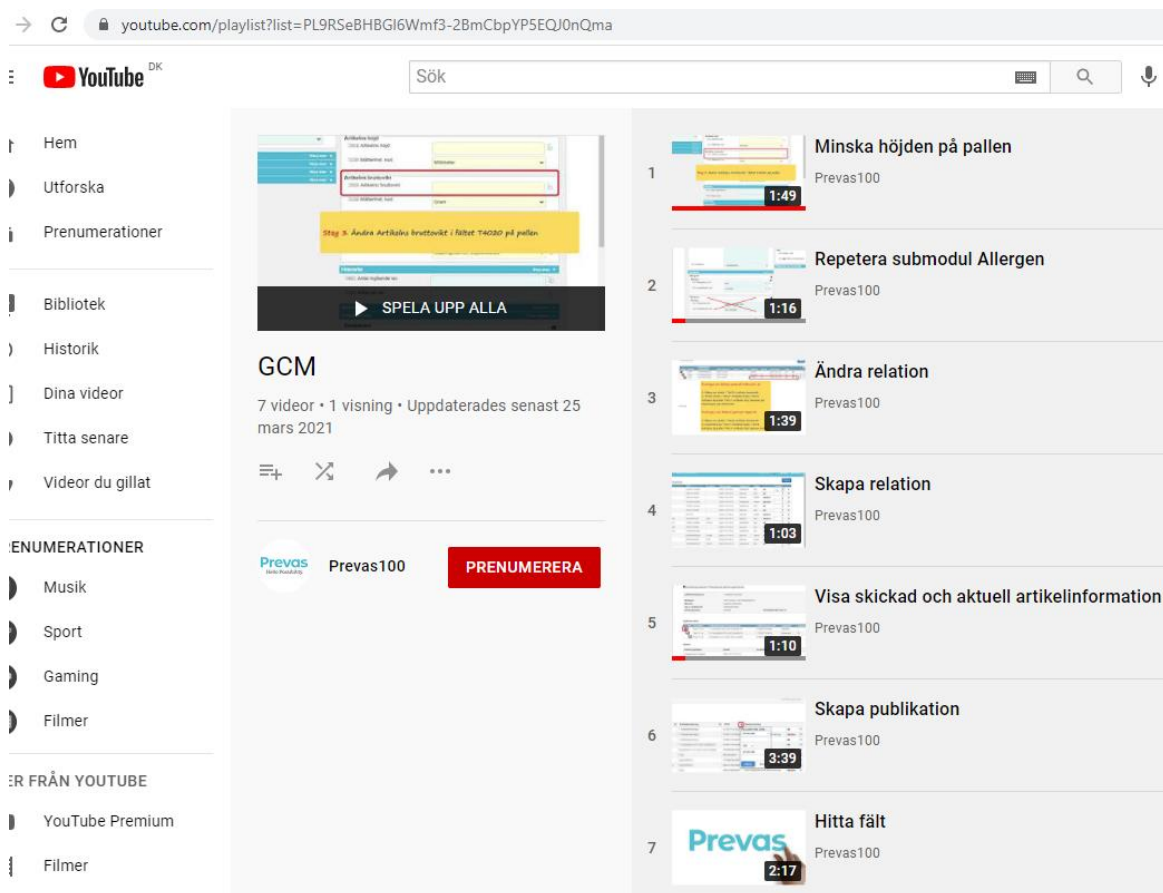 youtube.com/playlist?list=PL9RSeBHBGl6Wmf3-2BmCbpYP5EQJ0nQma
YouTube DK
Sök
Hem
Utforska
Prenumerationer
Bibliotek
Historik
Dina videor
Titta senare
Videor du gillat
ENUMERATIONER
Musik
Sport
Gaming
Filmer
ER FRÅN YOUTUBE
YouTube Premium
Filmer
Artikelns bruttovikt
Steg 3. Ändra Artikelns bruttovikt i fältet T4020 på pallen
SPELA UPP ALLA
GCM
7 videor • 1 visning • Uppdaterades senast 25
mars 2021
Prevas
Prevas100
PRENUMERERA
1
1:49
Minska höjden på pallen
Prevas100
2
1:16
Repetera submodul Allergen
Prevas100
3
1:39
Ändra relation
Prevas100
4
1:03
Skapa relation
Prevas100
5
1:10
Visa skickad och aktuell artikelinformation
Prevas100
6
3:39
Skapa publikation
Prevas100
7
Prevas
2:17
Hitta fält
Prevas100